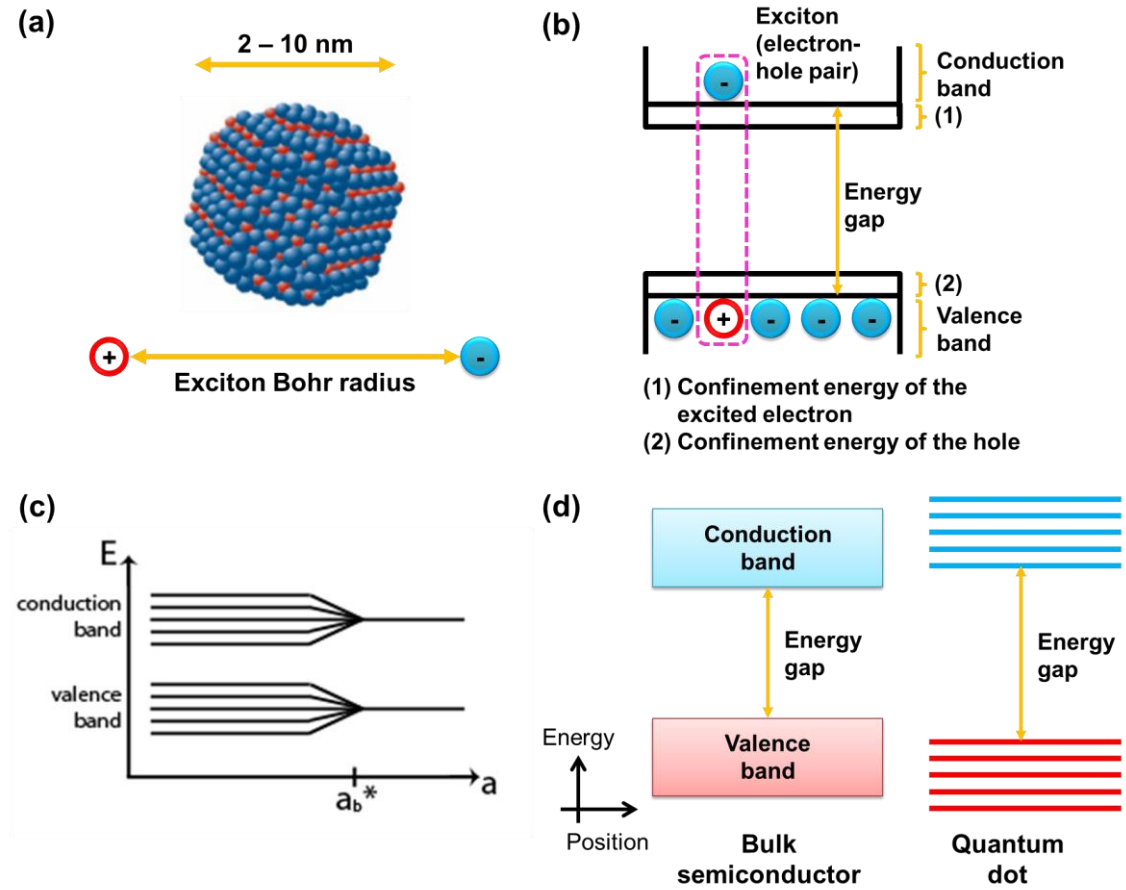 (a)
2 – 10 nm
+
-
Exciton Bohr radius
(b)
Exciton
(electron-
hole pair)
-
Conduction
band
(1)
Energy
gap
(2)
- + - - -
Valence
band
(1) Confinement energy of the
excited electron
(2) Confinement energy of the hole
(c)
E
conduction
band
valence
band
a
ab*
(d)
Conduction
band
Energy
gap
Valence
band
Energy
Position
Bulk
semiconductor
Energy
gap
Quantum
dot